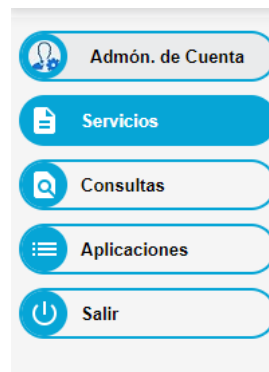 Admón. de Cuenta
Servicios
Consultas
Aplicaciones
Salir